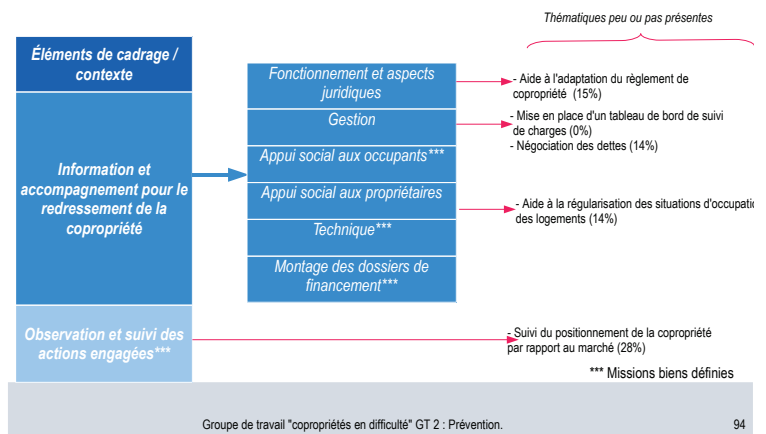 Thématiques peu ou pas présentes
Éléments de cadrage /
contexte
Information et
accompagnement pour le
redressement de la
copropriété
Observation et suivi des
actions engagées***
Fonctionnement et aspects
juridiques
Gestion
Appui social aux occupants***
Appui social aux propriétaires
Technique***
Montage des dossiers de
financement***
- Aide à l'adaptation du règlement de
copropriété (15%)
- Mise en place d'un tableau de bord de suivi
de charges (0%)
- Négociation des dettes (14%)
- Aide à la régularisation des situations d'occupatio
des logements (14%)
- Suivi du positionnement de la copropriété
par rapport au marché (28%)
*** Missions biens définies
Groupe de travail "copropriétés en difficulté" GT 2 : Prévention.
94